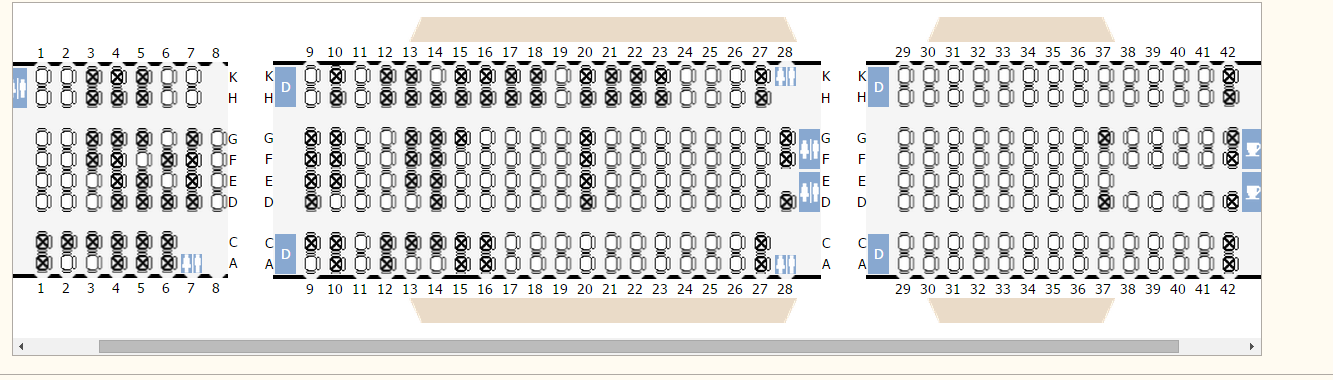 1 2 3 4 5 6 7 8 9 10 11 12 13 14 15 16 17 18 19 20 21 22 23 24 25 26 27 28 29 30 31 32 33 34 35 36 37 38 39 40 41 42
K K K K
D D
H H H H
G G G G
F F F F
E E E E
D D D D
C C C C
D D
A A A A
1 2 3 4 5 6 7 8 9 10 11 12 13 14 15 16 17 18 19 20 21 22 23 24 25 26 27 28 29 30 31 32 33 34 35 36 37 38 39 40 41 42